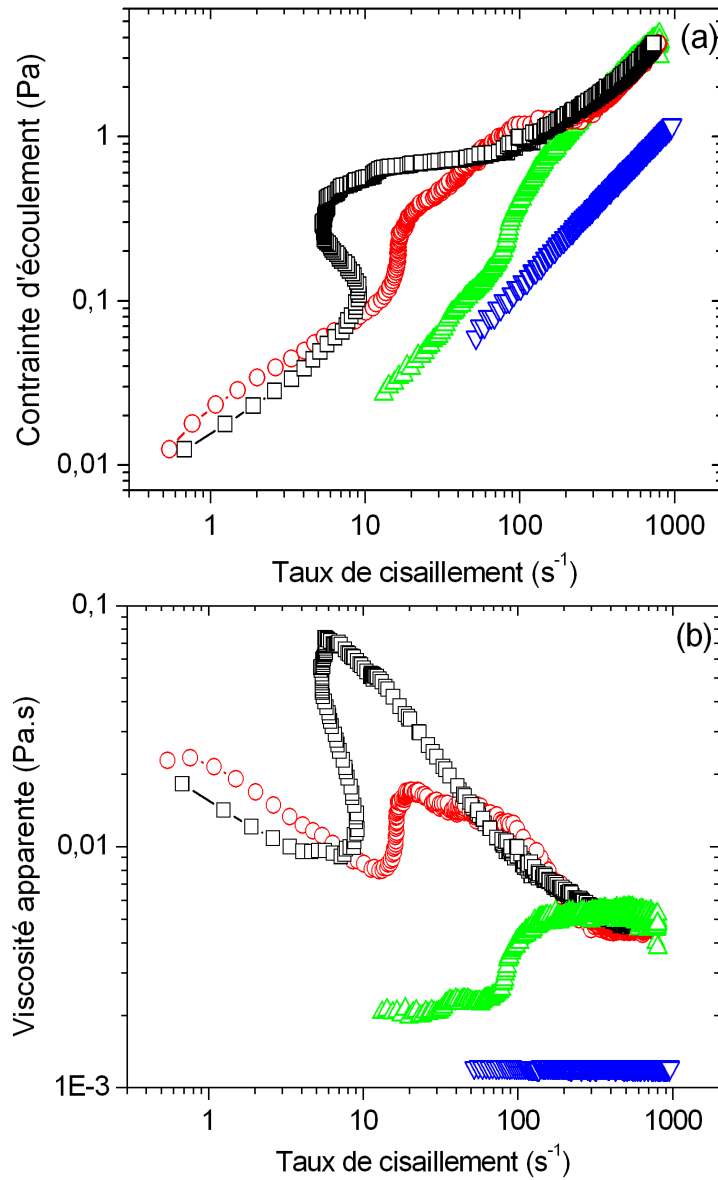 (a)
Contrainte d'écoulement (Pa)
1
0,1
0,01
1 10 100 1000
Taux de cisaillement (s-1)
0,1
(b)
Viscosité apparente (Pa.s)
0,01
1E-3
1 10 100 1000
Taux de cisaillement (s-1)